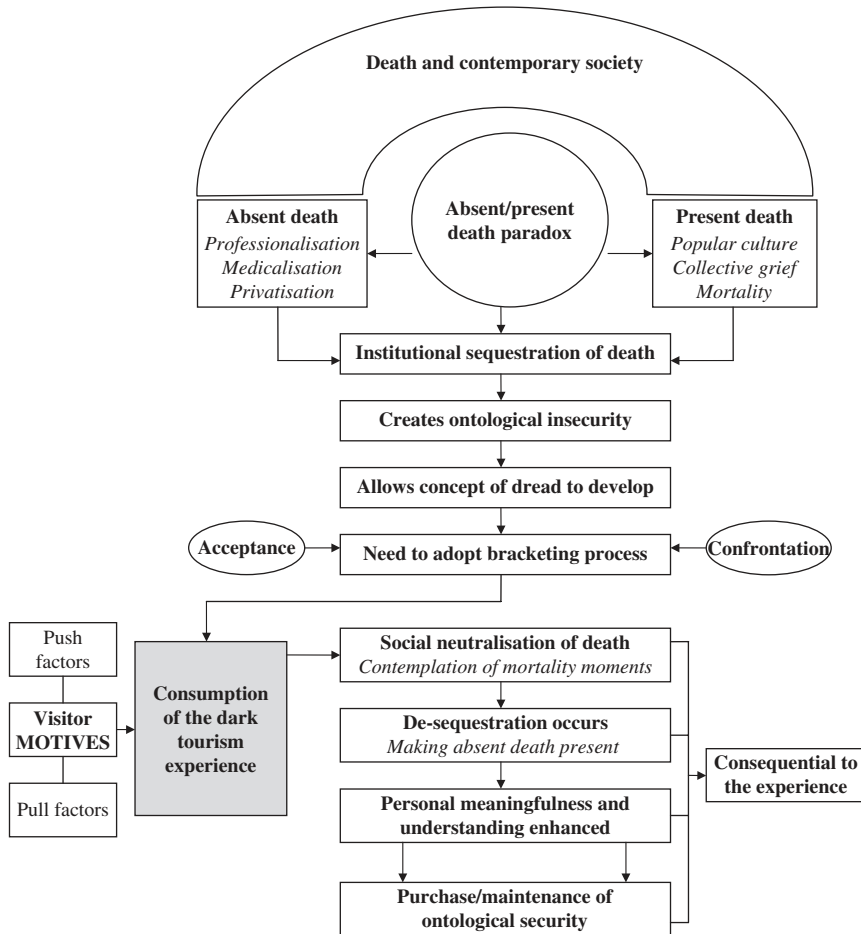 Death and contemporary society
Absent death
Professionalisation
Medicalisation
Privatisation
Absent/present
death paradox
Present death
Popular culture
Collective grief
Mortality
Institutional sequestration of death
Creates ontological insecurity
Allows concept of dread to develop
Acceptance
Need to adopt bracketing process
Confrontation
Push
factors
Visitor
MOTIVES
Pull factors
Consumption
of the dark
tourism
experience
Social neutralisation of death
Contemplation of mortality moments
De-sequestration occurs
Making absent death present
Personal meaningfulness and
understanding enhanced
Purchase/maintenance of
ontological security
Consequential to
the experience